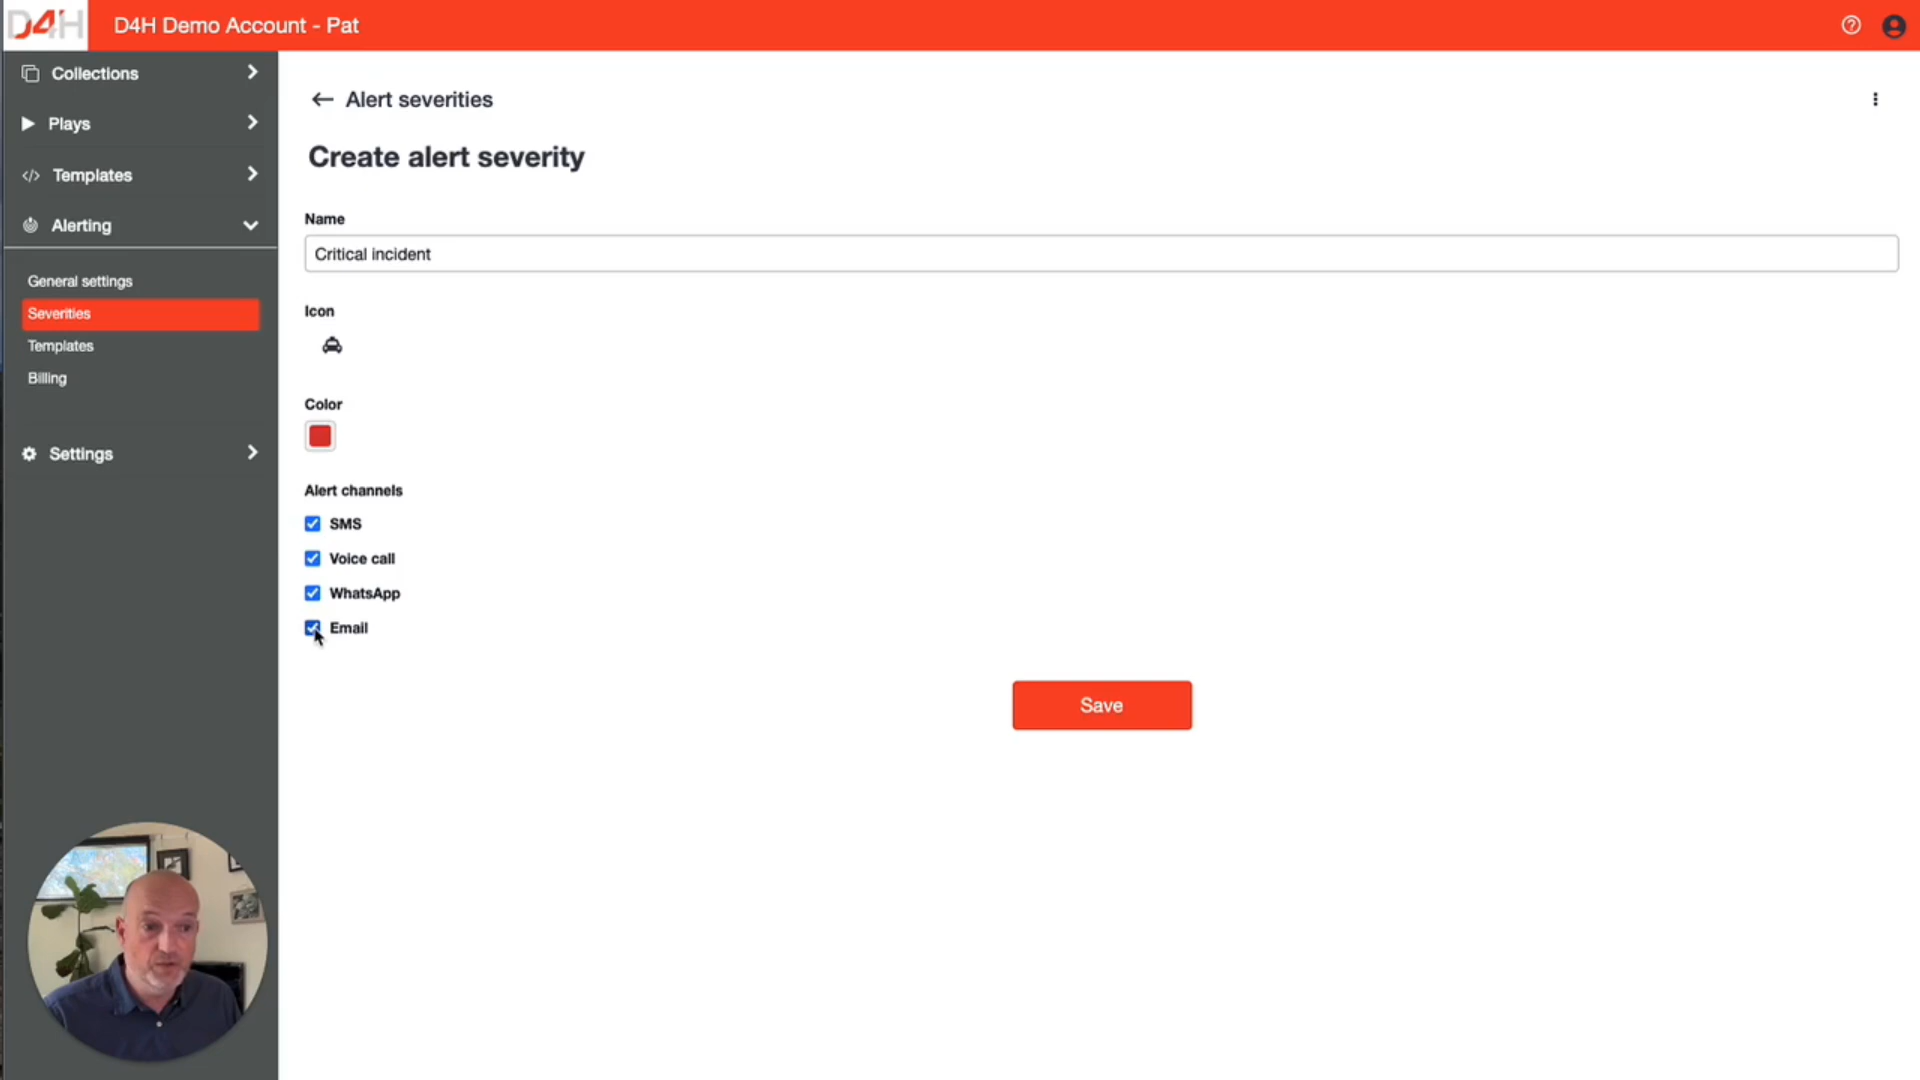 D4H D4H Demo Account - Pat
Collections
Plays
Templates
Alerting
General settings
Severities
Templates
Billing
Settings
Alert severities
Create alert severity
Name
Critical incident
Icon
Color
Alert channels
SMS
Voice call
WhatsApp
Email
Save